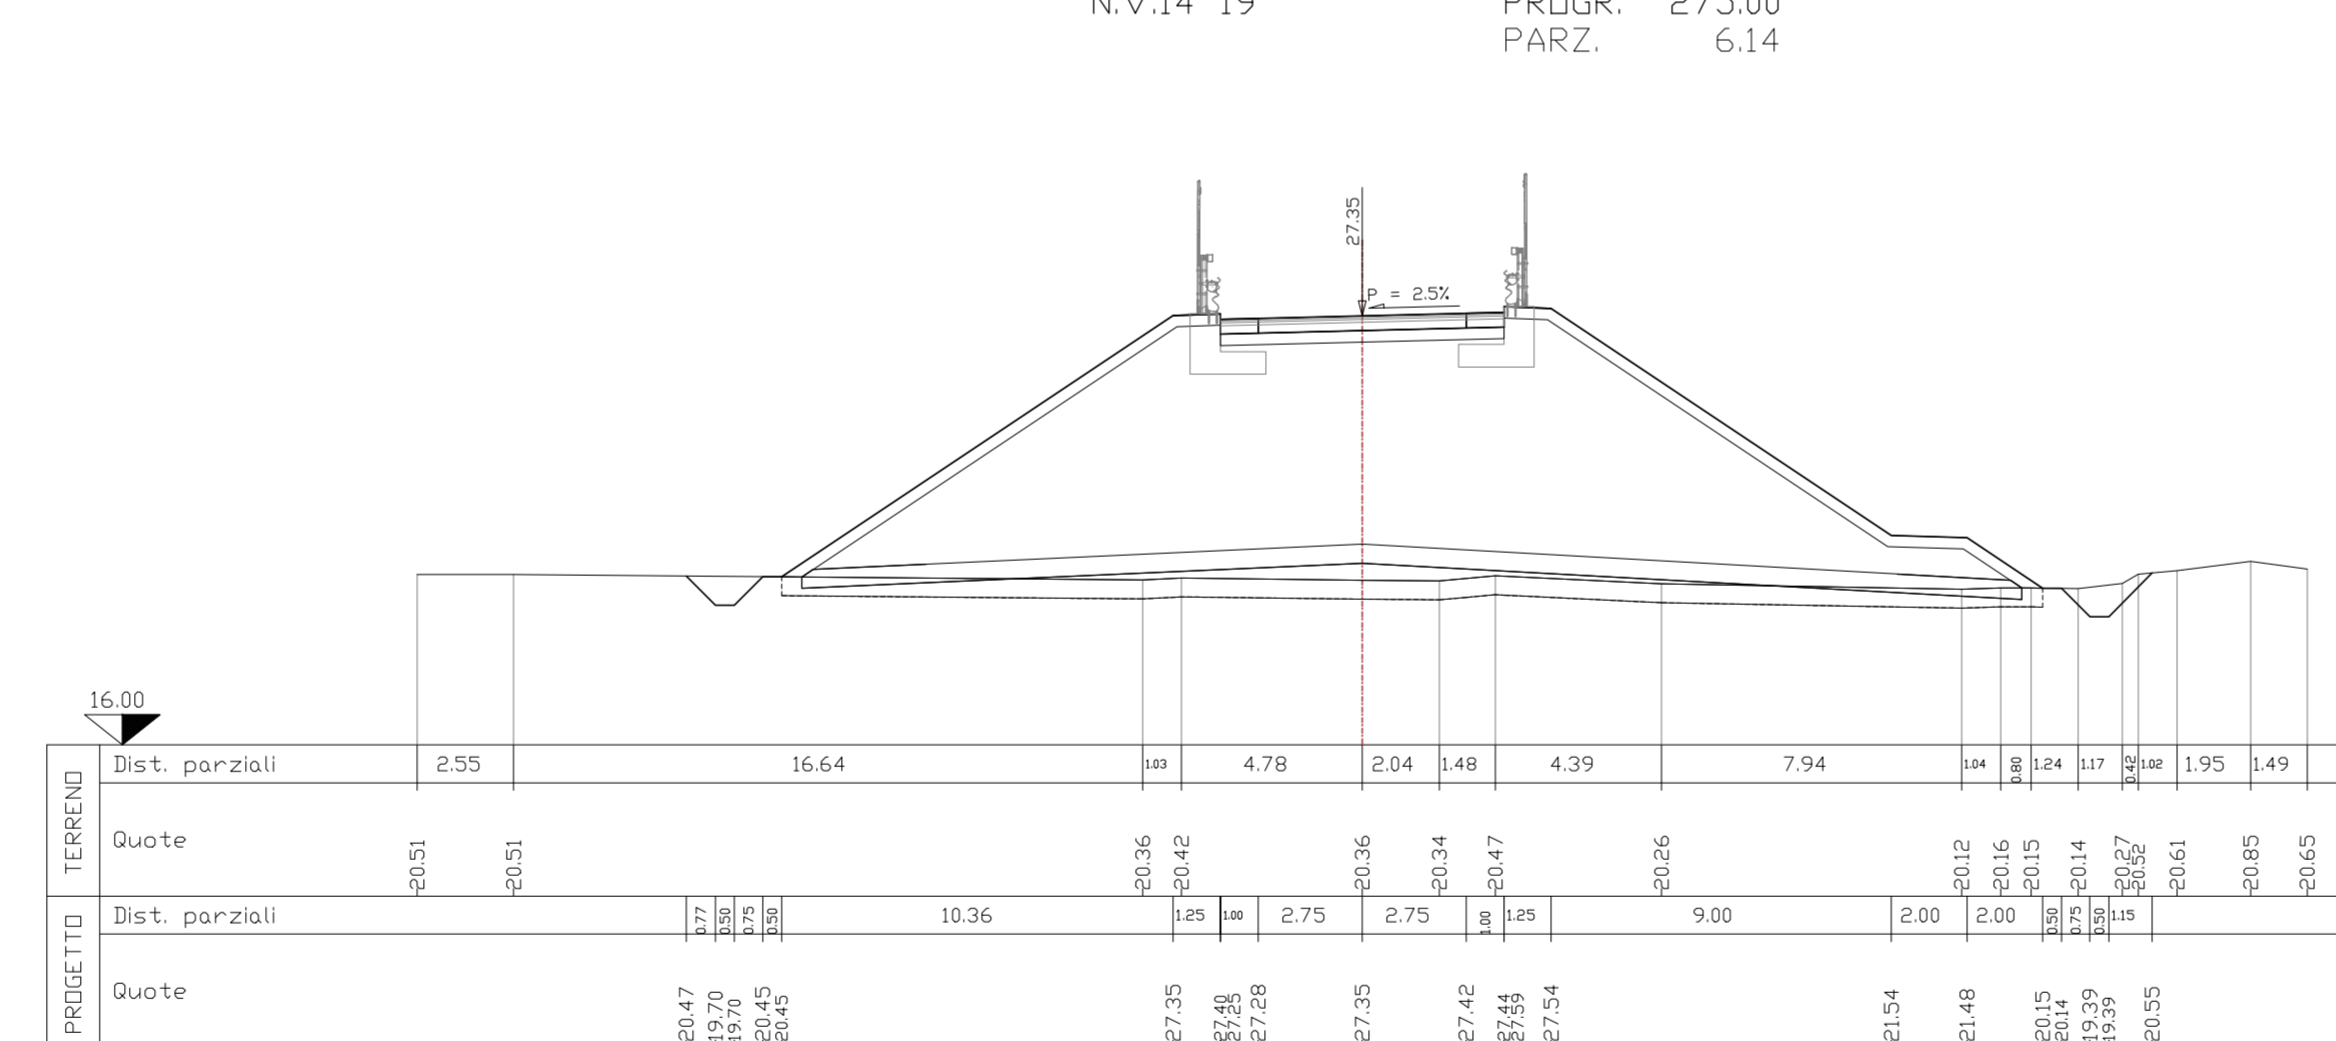 N.V.14 19 PROGR. 275.00
PARZ. 6.14
27.35
P = 2.5%
16.00
TERRENO
Dist. parziali 2.55 16.64 1.03 4.78 2.04 1.48 4.39 7.94 1.04 0.80 1.24 1.17 0.42 1.02 1.95 1.49
Quote 20.51 20.51 20.36 20.42 20.36 20.34 20.47 20.26 20.12 20.16 20.15 20.14 20.27 20.52 20.61 20.85 20.65
PROGETTO
Dist. parziali 0.77 0.50 0.75 0.50 10.36 1.25 1.00 2.75 2.75 1.00 1.25 9.00 2.00 2.00 0.50 0.75 0.50 1.15
Quote 20.47 19.70 19.70 20.45 20.45 27.35 27.40 27.25 27.28 27.35 27.42 27.44 27.59 27.54 21.54 21.48 20.15 20.14 19.39 19.39 20.55